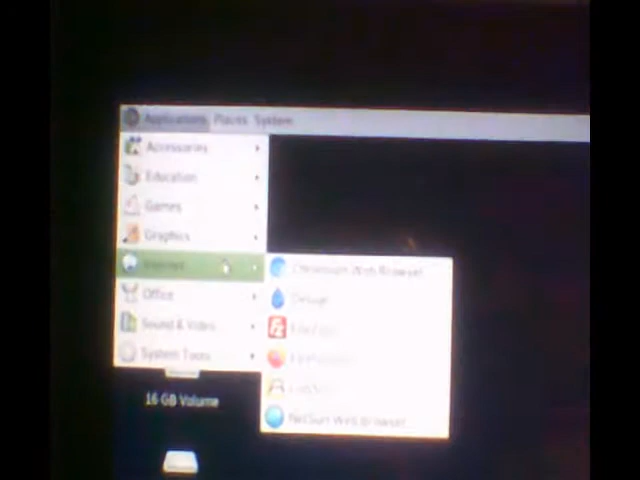 Applications Places System
Accessories
Education
Games
Graphics
Internet
Chromium Web Browser
Deluge
FileZilla
Office
Sound & Video
System Tools
NetSurf Web Browser
16 GB Volume